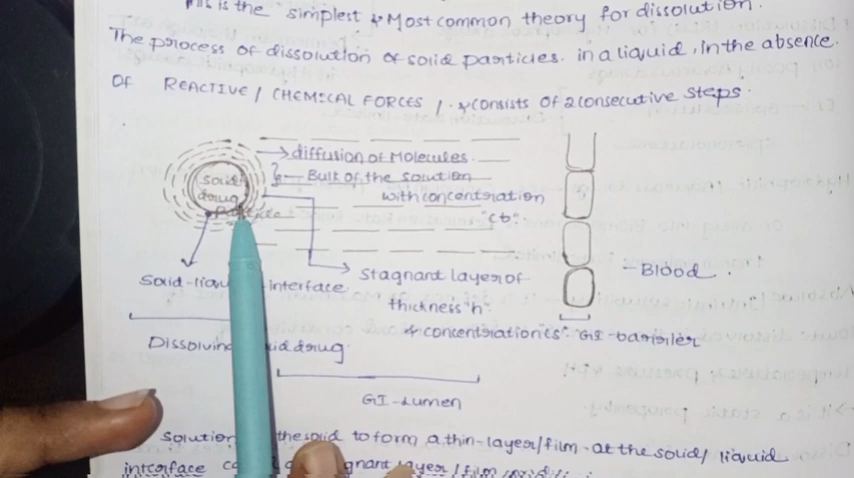 This is the simplest & Most common theory for dissolution.
The process of dissolution of solid particles. in a liquid, in the absence.
Of REACTIVE / CHEMICAL FORCES / . & consists Of 2 consecutive steps.
diffusion of Molecules.
Bulk of the solution
with concentration
"Cb".
Solid
drug
Particle
Solid-liquid interface
Stagnant layer of
thickness "h".
& concentration "Cs".
Blood
GI-barrier
Dissolving drug
GI-Lumen
Solution the solid to form a thin-layer/film-at the solid/ liquid
interface layer / film